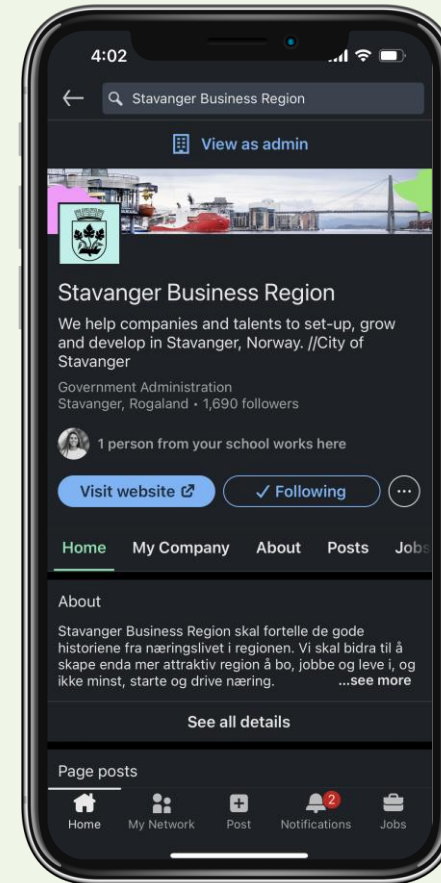 4:02
Stavanger Business Region
View as admin
Stavanger Business Region
We help companies and talents to set-up, grow
and develop in Stavanger, Norway. //City of
Stavanger
Government Administration
Stavanger, Rogaland • 1,690 followers
1 person from your school works here
Visit website
✓ Following
Home My Company About Posts Jobs
About
Stavanger Business Region skal fortelle de gode
historiene fra næringslivet i regionen. Vi skal bidra til å
skape enda mer attraktiv region å bo, jobbe og leve i, og
ikke minst, starte og drive næring. ...see more
See all details
Page posts
2
Home My Network Post Notifications Jobs